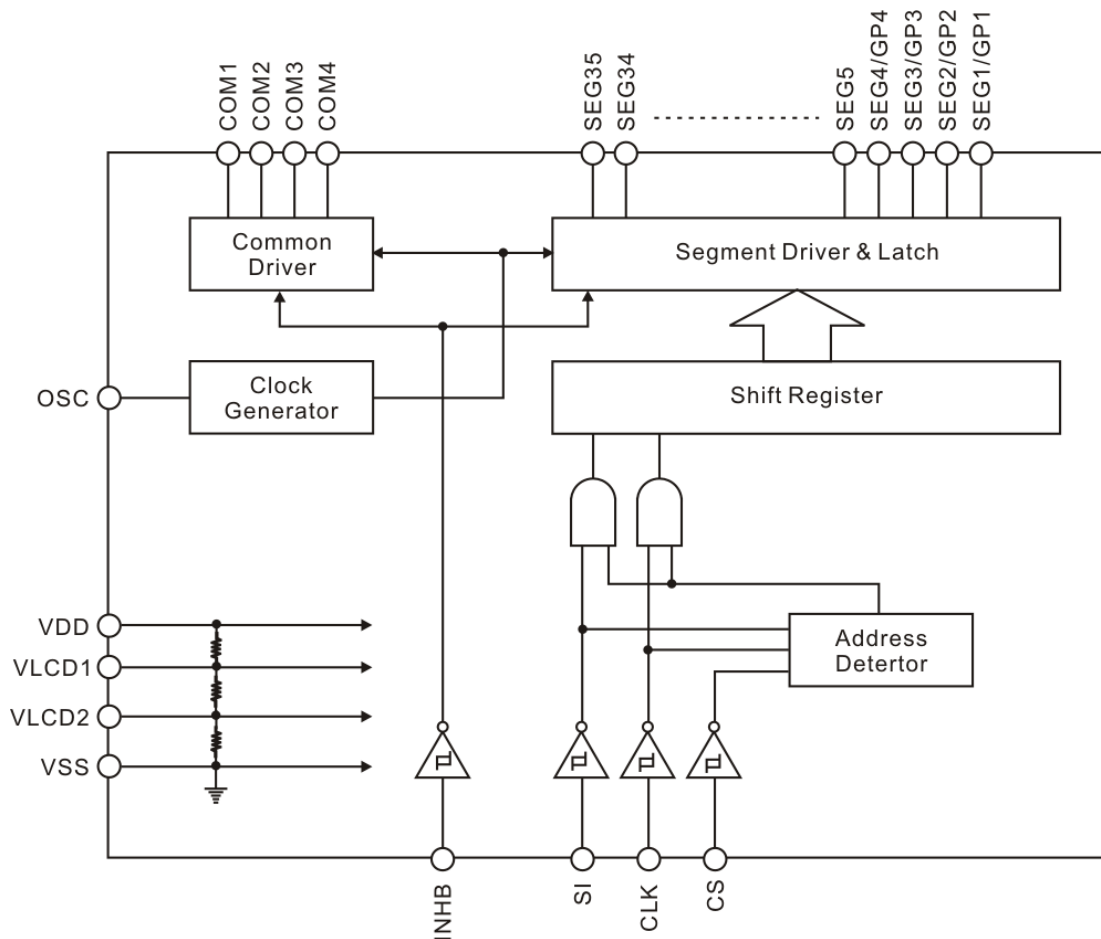 COM1
COM2
COM3
COM4
SEG35
SEG34
SEG5
SEG4/GP4
SEG3/GP3
SEG2/GP2
SEG1/GP1
Common
Driver
Segment Driver & Latch
OSC
Clock
Generator
Shift Register
VDD
VLCD1
VLCD2
VSS
Address
Detertor
INHB
SI
CLK
CS